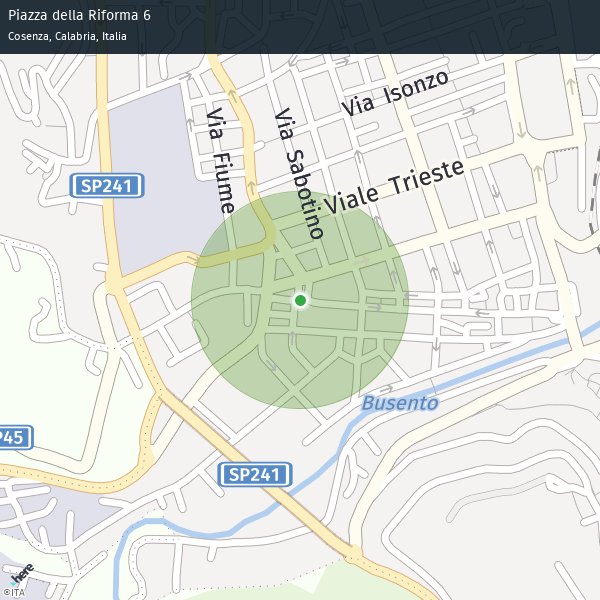 Piazza della Riforma 6
Cosenza, Calabria, Italia
Via Isonzo
Via Fiume
Via Sabotino
Viale Trieste
SP241
Busento
P45
SP241
here
©ITA